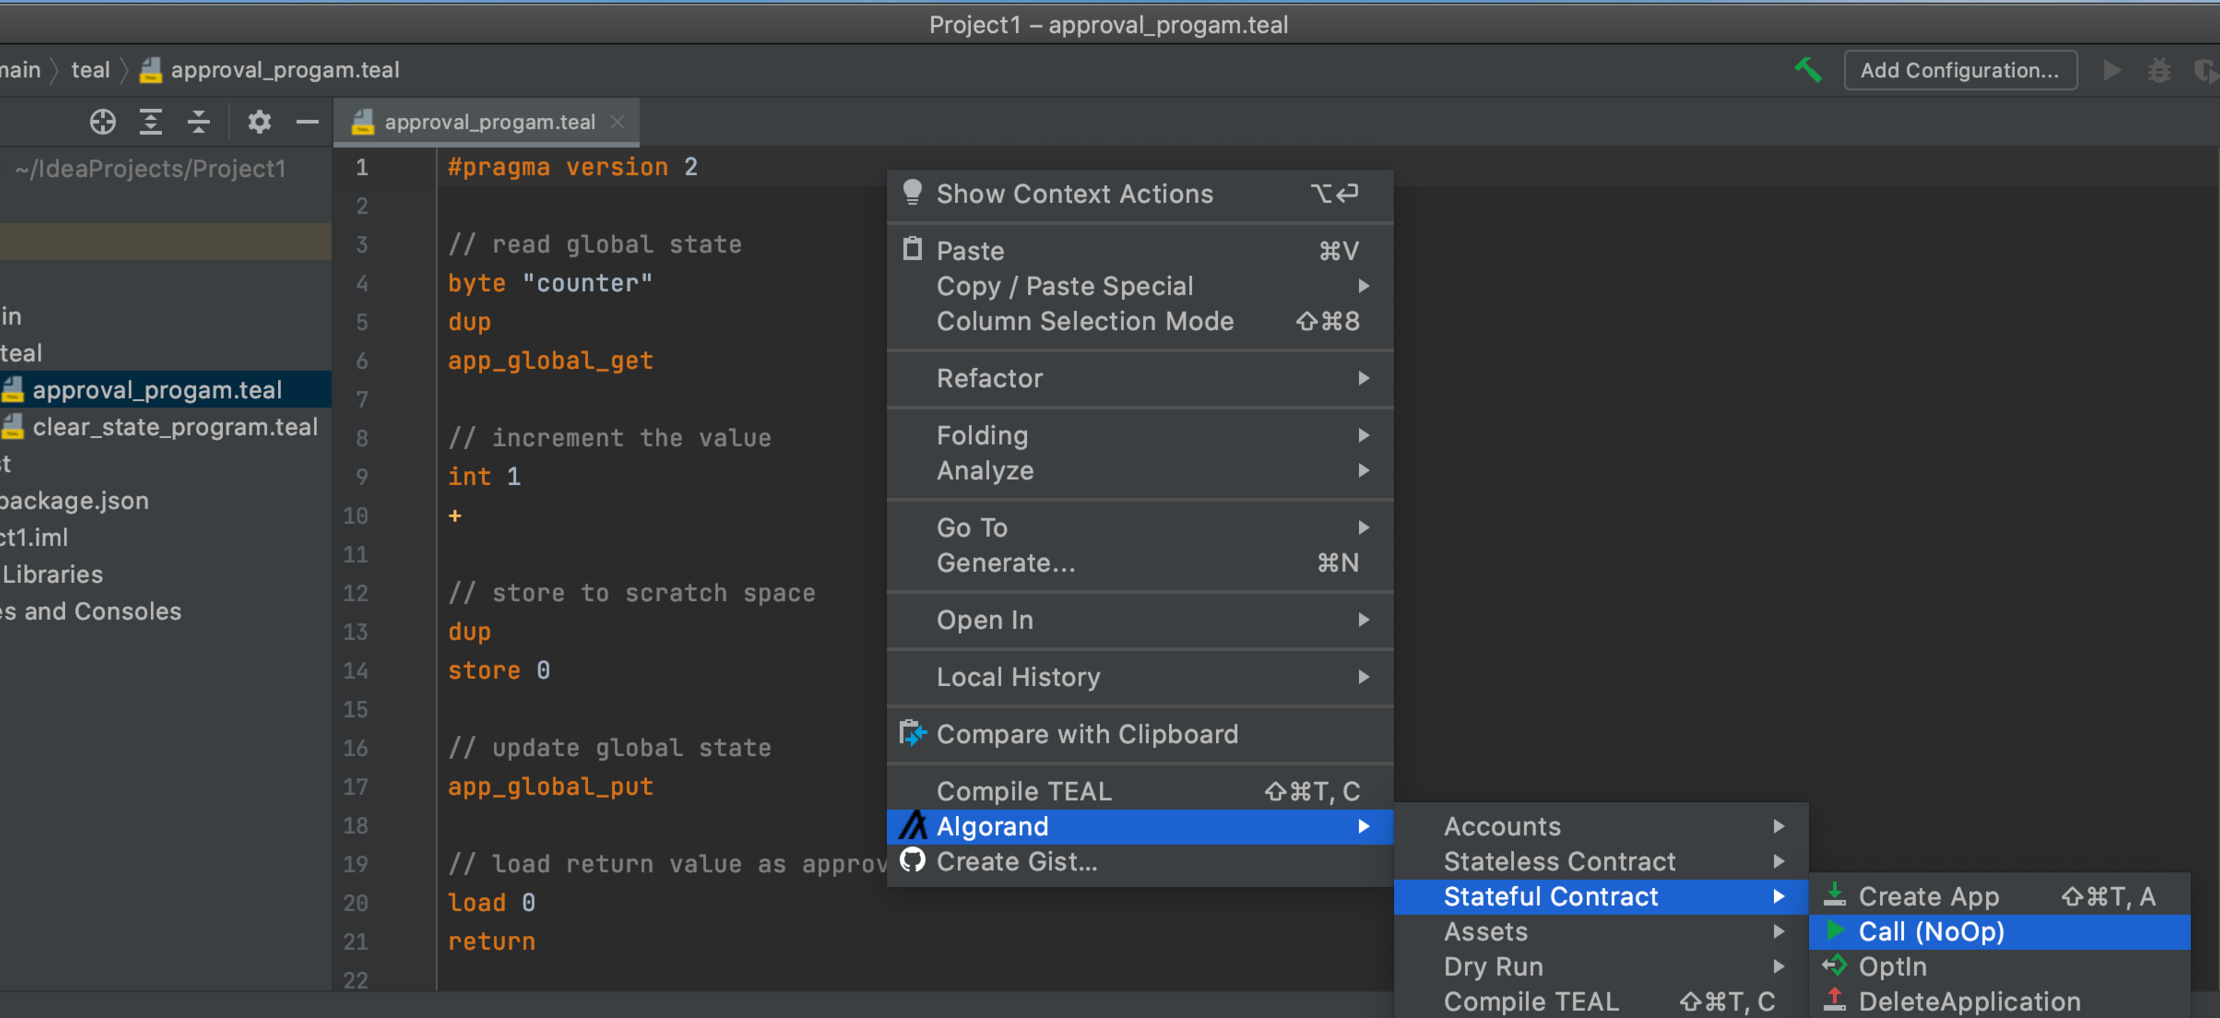 Project1 – approval_progam.teal
main 〉 teal 〉 approval_progam.teal
Add Configuration...
approval_progam.teal
~/IdeaProjects/Project1
in
teal
approval_progam.teal
clear_state_program.teal
st
package.json
ct1.iml
Libraries
es and Consoles
1 #pragma version 2
2
3 // read global state
4 byte "counter"
5 dup
6 app_global_get
7
8 // increment the value
9 int 1
10 +
11
12 // store to scratch space
13 dup
14 store 0
15
16 // update global state
17 app_global_put
18
19 // load return value as approv
20 load 0
21 return
22
Show Context Actions ⌥⏎
Paste ⌘V
Copy / Paste Special
Column Selection Mode ⇧⌘8
Refactor
Folding
Analyze
Go To
Generate... ⌘N
Open In
Local History
Compare with Clipboard
Compile TEAL ⇧⌘T, C
Algorand
Create Gist...
Accounts
Stateless Contract
Stateful Contract
Assets
Dry Run
Compile TEAL ⇧⌘T, C
Create App ⇧⌘T, A
Call (NoOp)
OptIn
DeleteApplication